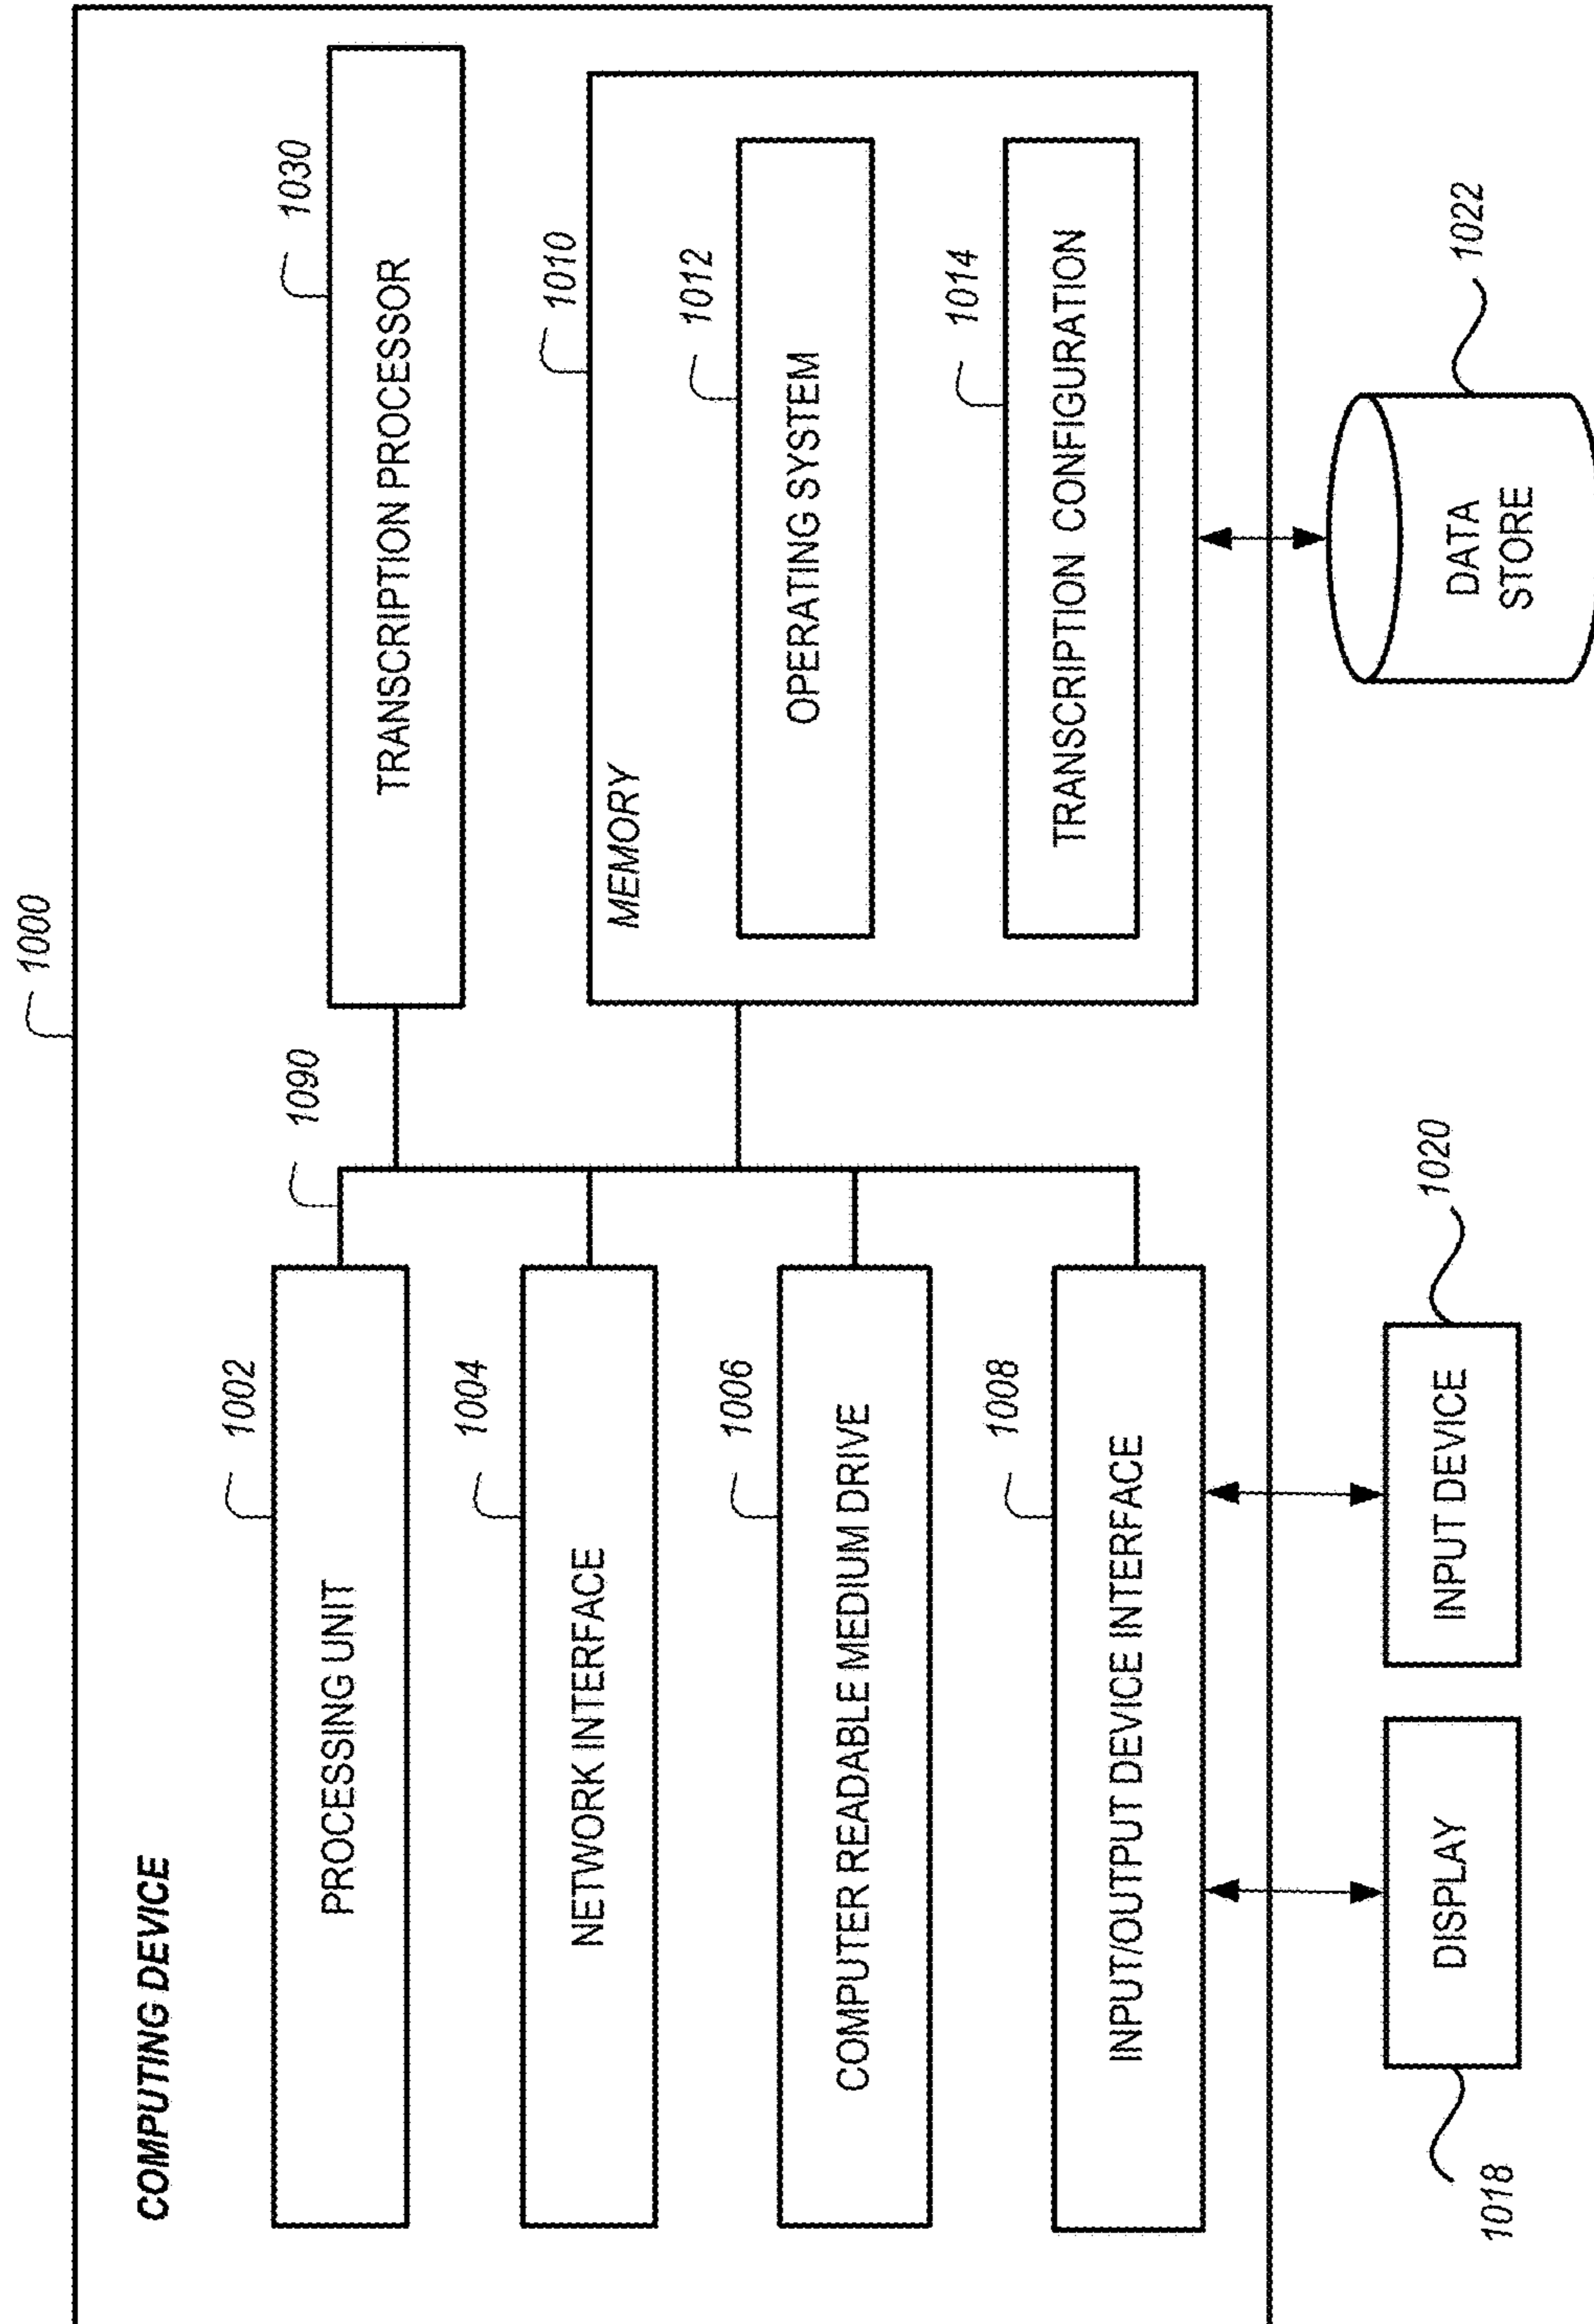 1000
COMPUTING DEVICE
1002
PROCESSING UNIT
1004
NETWORK INTERFACE
1006
COMPUTER READABLE MEDIUM DRIVE
1008
INPUT/OUTPUT DEVICE INTERFACE
1090
1030
TRANSCRIPTION PROCESSOR
1010
MEMORY
1012
OPERATING SYSTEM
1014
TRANSCRIPTION CONFIGURATION
1018
DISPLAY
INPUT DEVICE
1020
DATA
STORE
1022